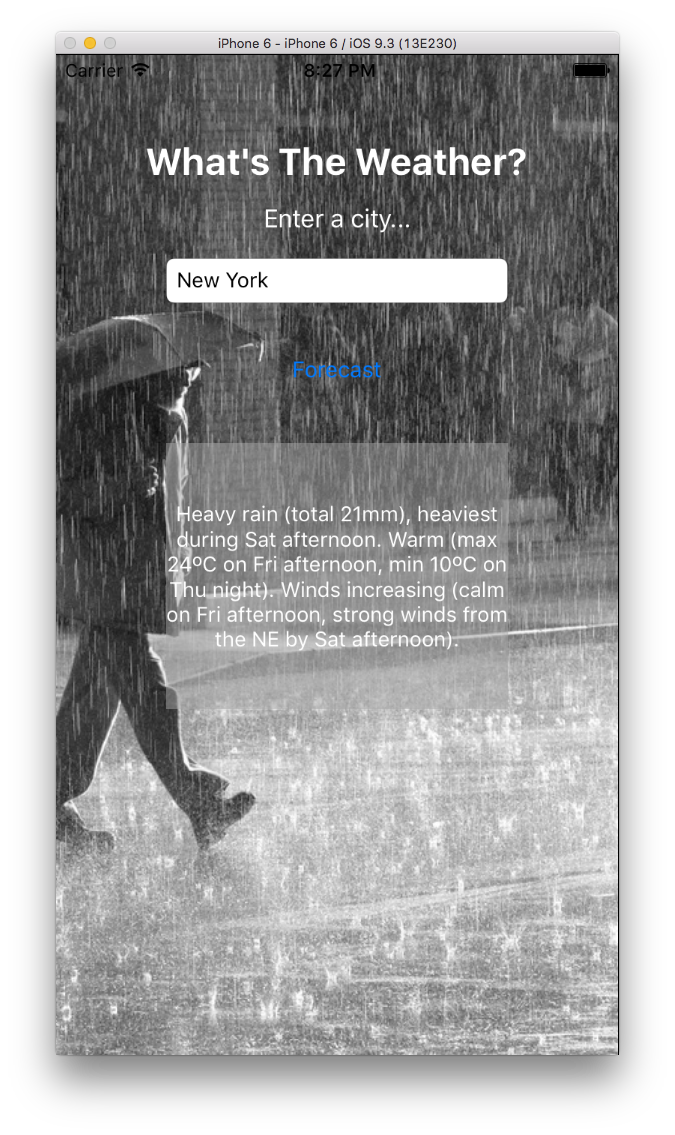 iPhone 6 - iPhone 6 / iOS 9.3 (13E230)
Carrier 8:27 PM
What's The Weather?
Enter a city...
New York
Forecast
Heavy rain (total 21mm), heaviest
during Sat afternoon. Warm (max
24ºC on Fri afternoon, min 10ºC on
Thu night). Winds increasing (calm
on Fri afternoon, strong winds from
the NE by Sat afternoon).